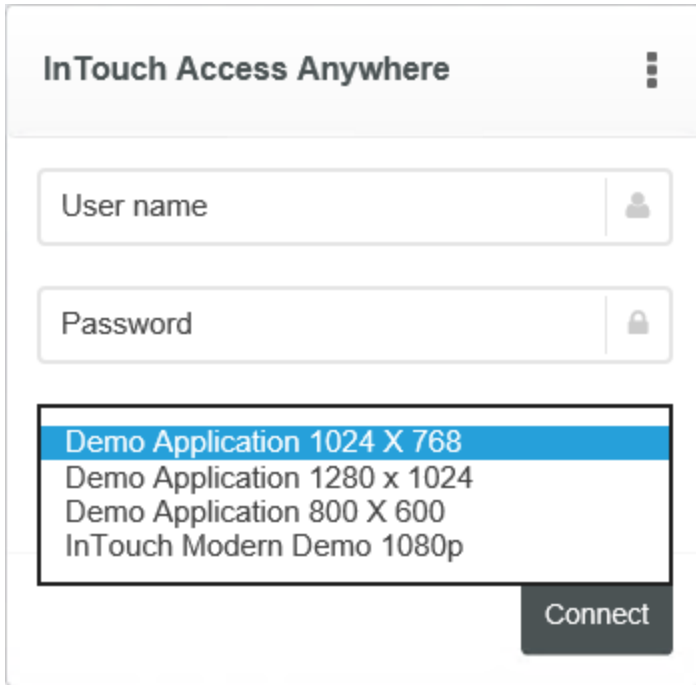 InTouch Access Anywhere
User name
Password
Demo Application 1024 X 768
Demo Application 1280 x 1024
Demo Application 800 X 600
InTouch Modern Demo 1080p
Connect